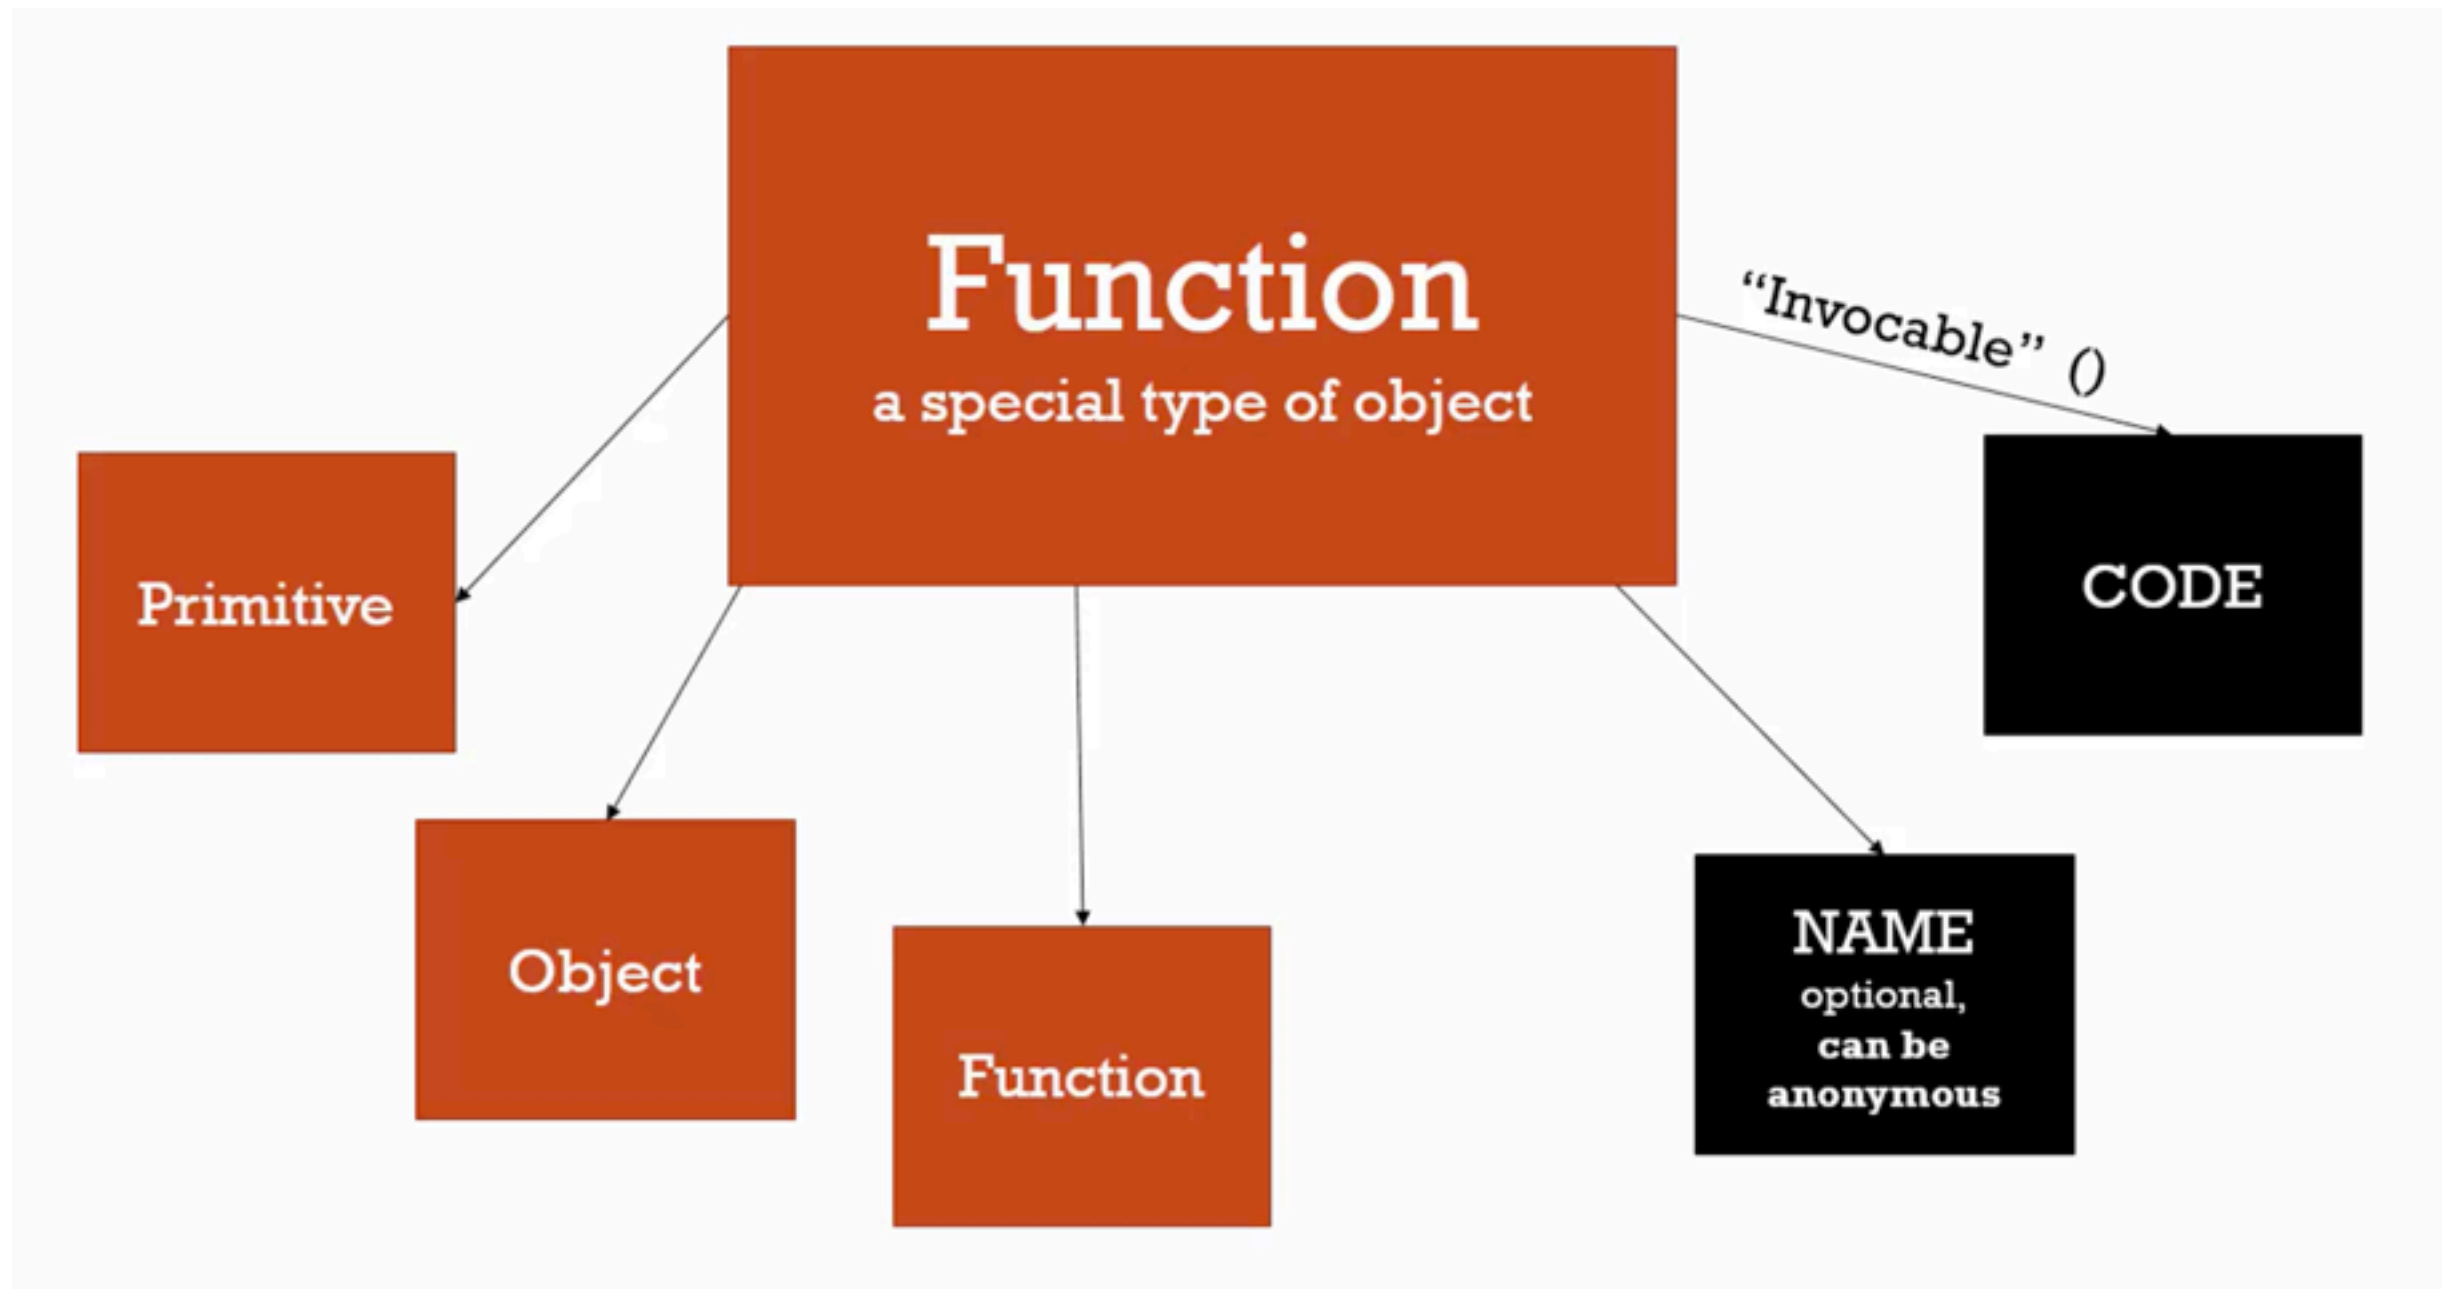 Function
a special type of object
“Invocable” ()
Primitive
CODE
Object
Function
NAME
optional,
can be
anonymous